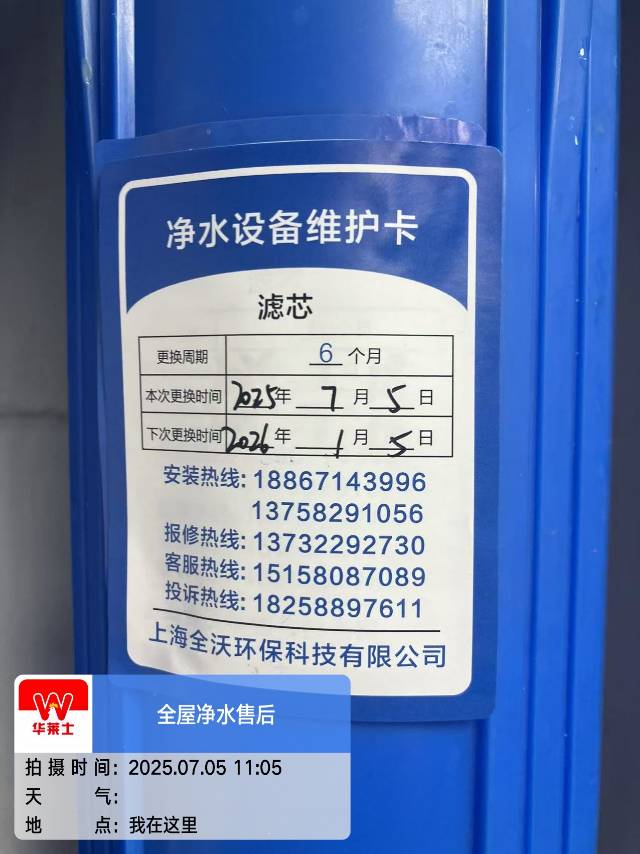 净水设备维护卡
滤芯
更换周期 6 个月
本次更换时间 2025年 7 月 5 日
下次更换时间 2026年 1 月 5 日
安装热线: 18867143996
13758291056
报修热线: 13732292730
客服热线: 15158087089
投诉热线: 18258897611
上海全沃环保科技有限公司
华莱士
全屋净水售后
拍摄时间: 2025.07.05 11:05
天气:
地点: 我在这里